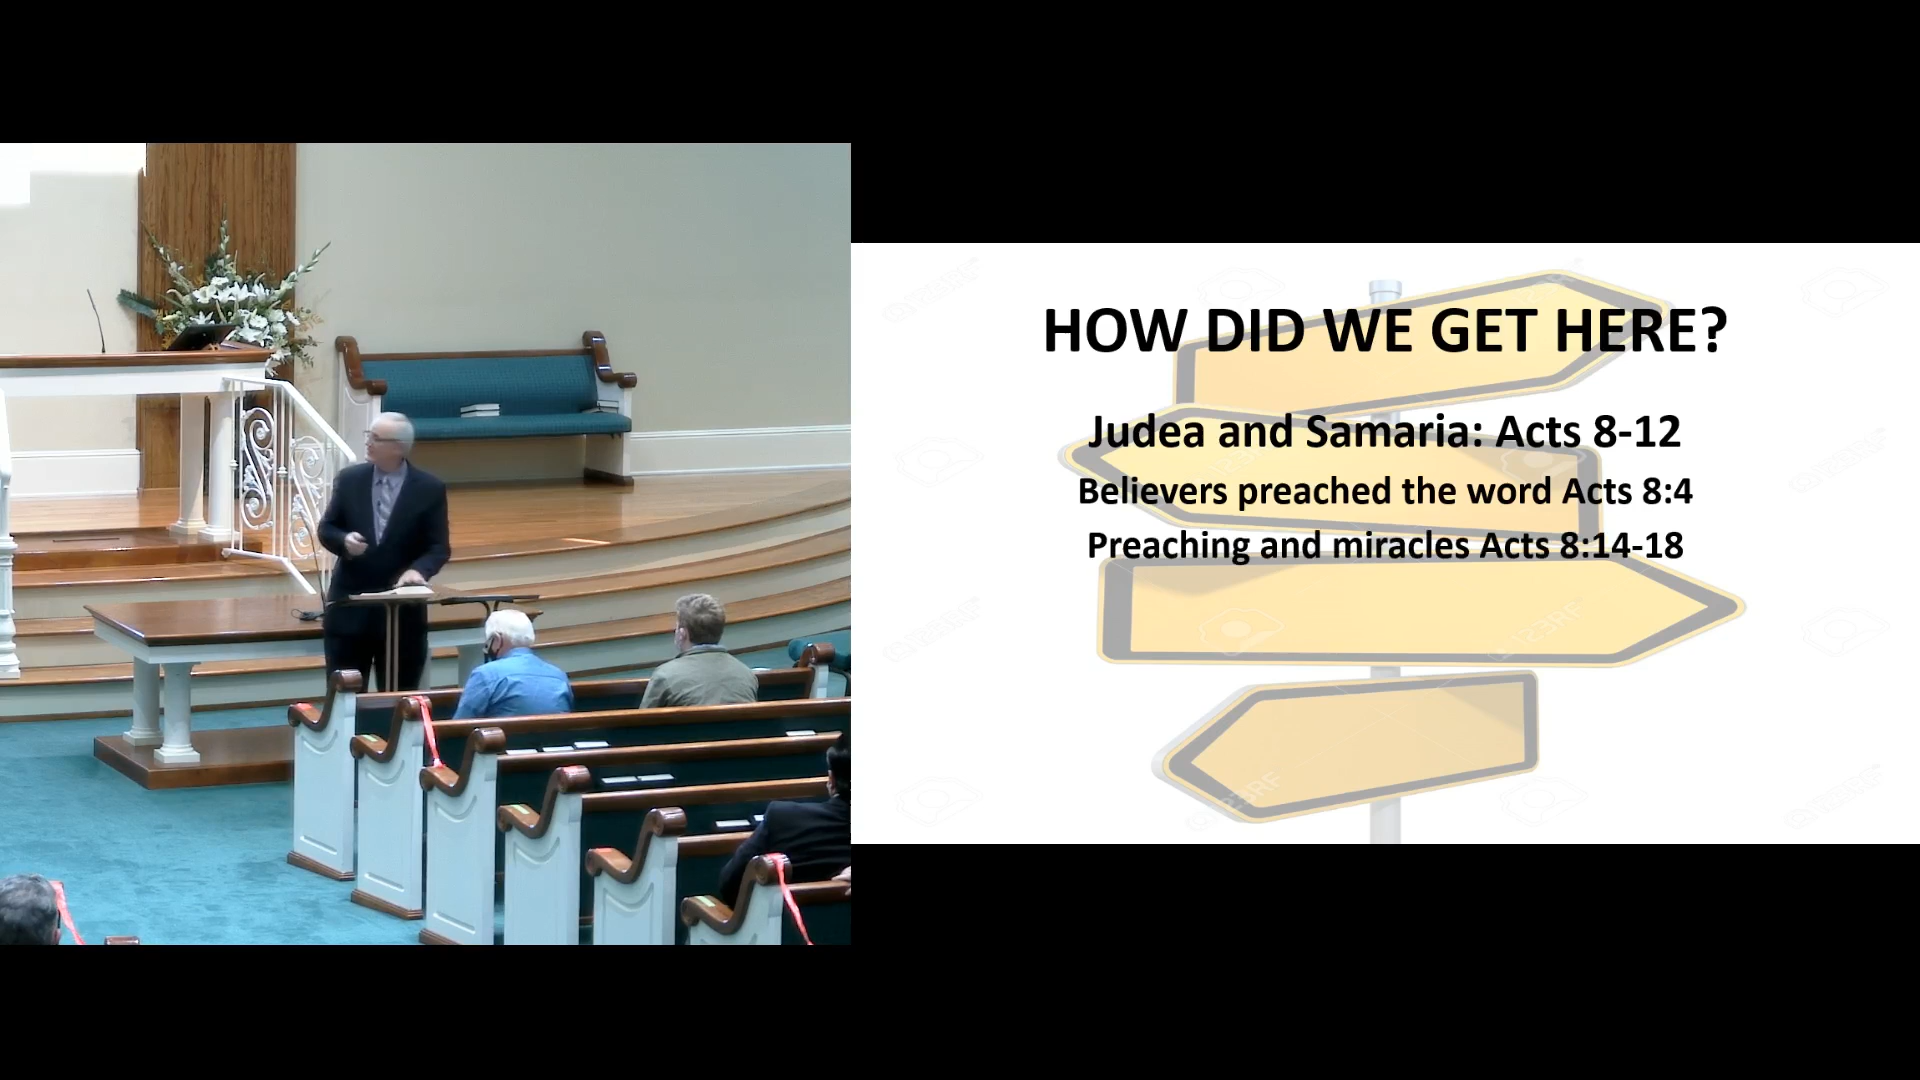 HOW DID WE GET HERE?
Judea and Samaria: Acts 8-12
Believers preached the word Acts 8:4
Preaching and miracles Acts 8:14-18